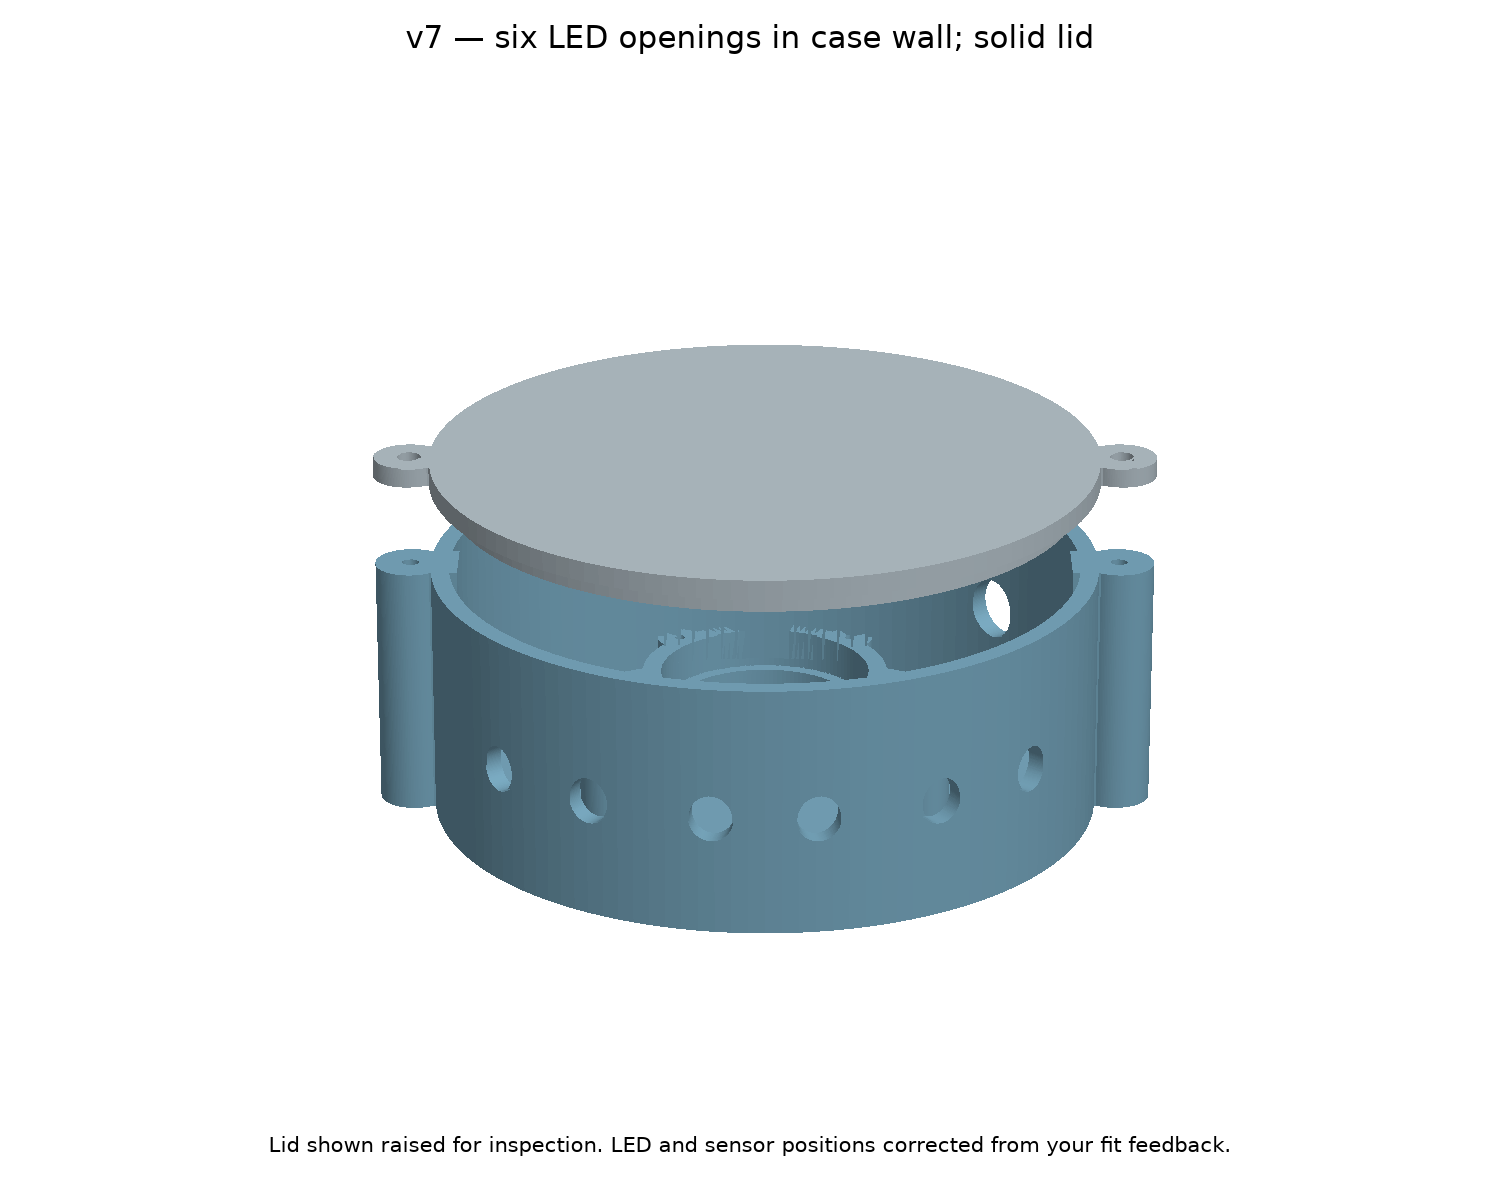 v7 — six LED openings in case wall; solid lid
Lid shown raised for inspection. LED and sensor positions corrected from your fit feedback.